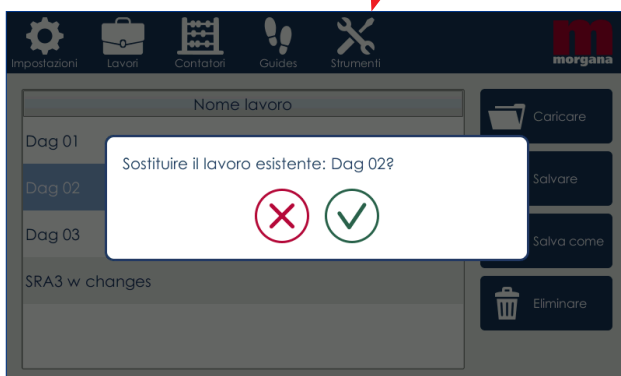 Impostazioni Lavori Contatori Guides Strumenti morgana
Nome lavoro
Caricare
Dag 01
Sostituire il lavoro esistente: Dag 02?
Dag 02
Salvare
Dag 03
Salva come
SRA3 w changes
Eliminare